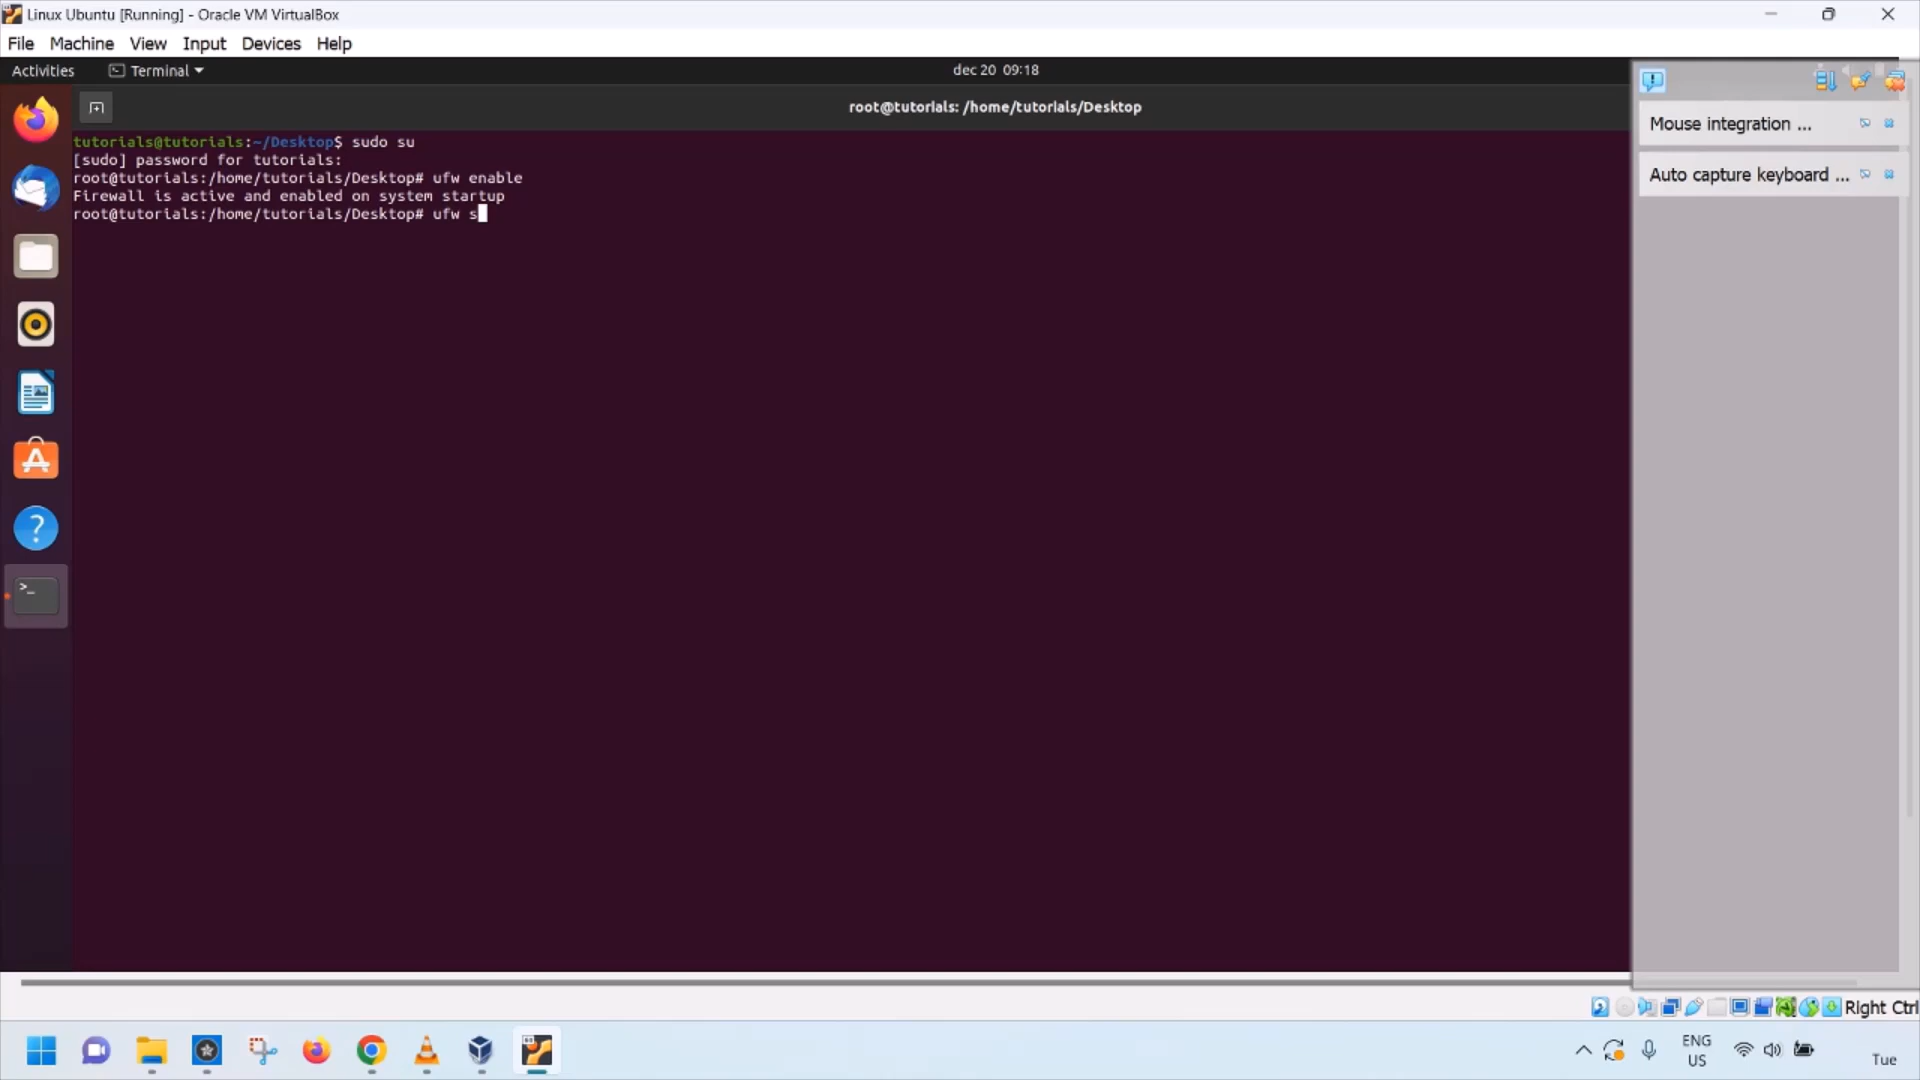 Linux Ubuntu [Running] - Oracle VM VirtualBox
File Machine View Input Devices Help
Activities Terminal dec 20 09:18
root@tutorials: /home/tutorials/Desktop
tutorials@tutorials:~/Desktop$ sudo su
[sudo] password for tutorials:
root@tutorials:/home/tutorials/Desktop# ufw enable
Firewall is active and enabled on system startup
root@tutorials:/home/tutorials/Desktop# ufw s
Mouse integration ...
Auto capture keyboard ...
Right Ctrl
ENG
US
Tue